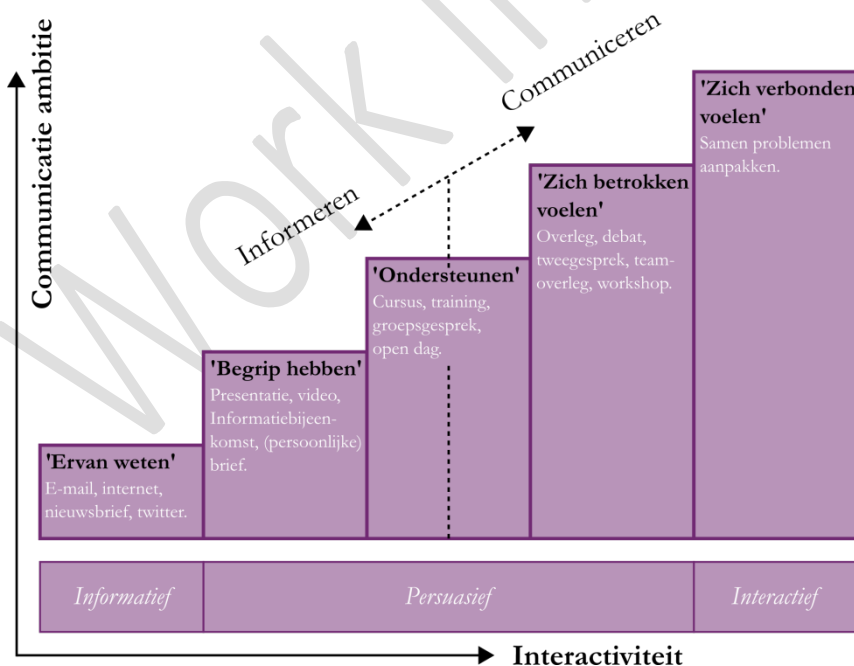 Work in
Communicatie ambitie
Informeren
Communiceren
'Ervan weten'
E-mail, internet,
nieuwsbrief, twitter.
'Begrip hebben'
Presentatie, video,
Informatiebijeen-
komst, (persoonlijke)
brief.
'Ondersteunen'
Cursus, training,
groepsgesprek,
open dag.
'Zich betrokken
voelen'
Overleg, debat,
tweegesprek, team-
overleg, workshop.
'Zich verbonden
voelen'
Samen problemen
aanpakken.
Informatief
Persuasief
Interactief
Interactiviteit